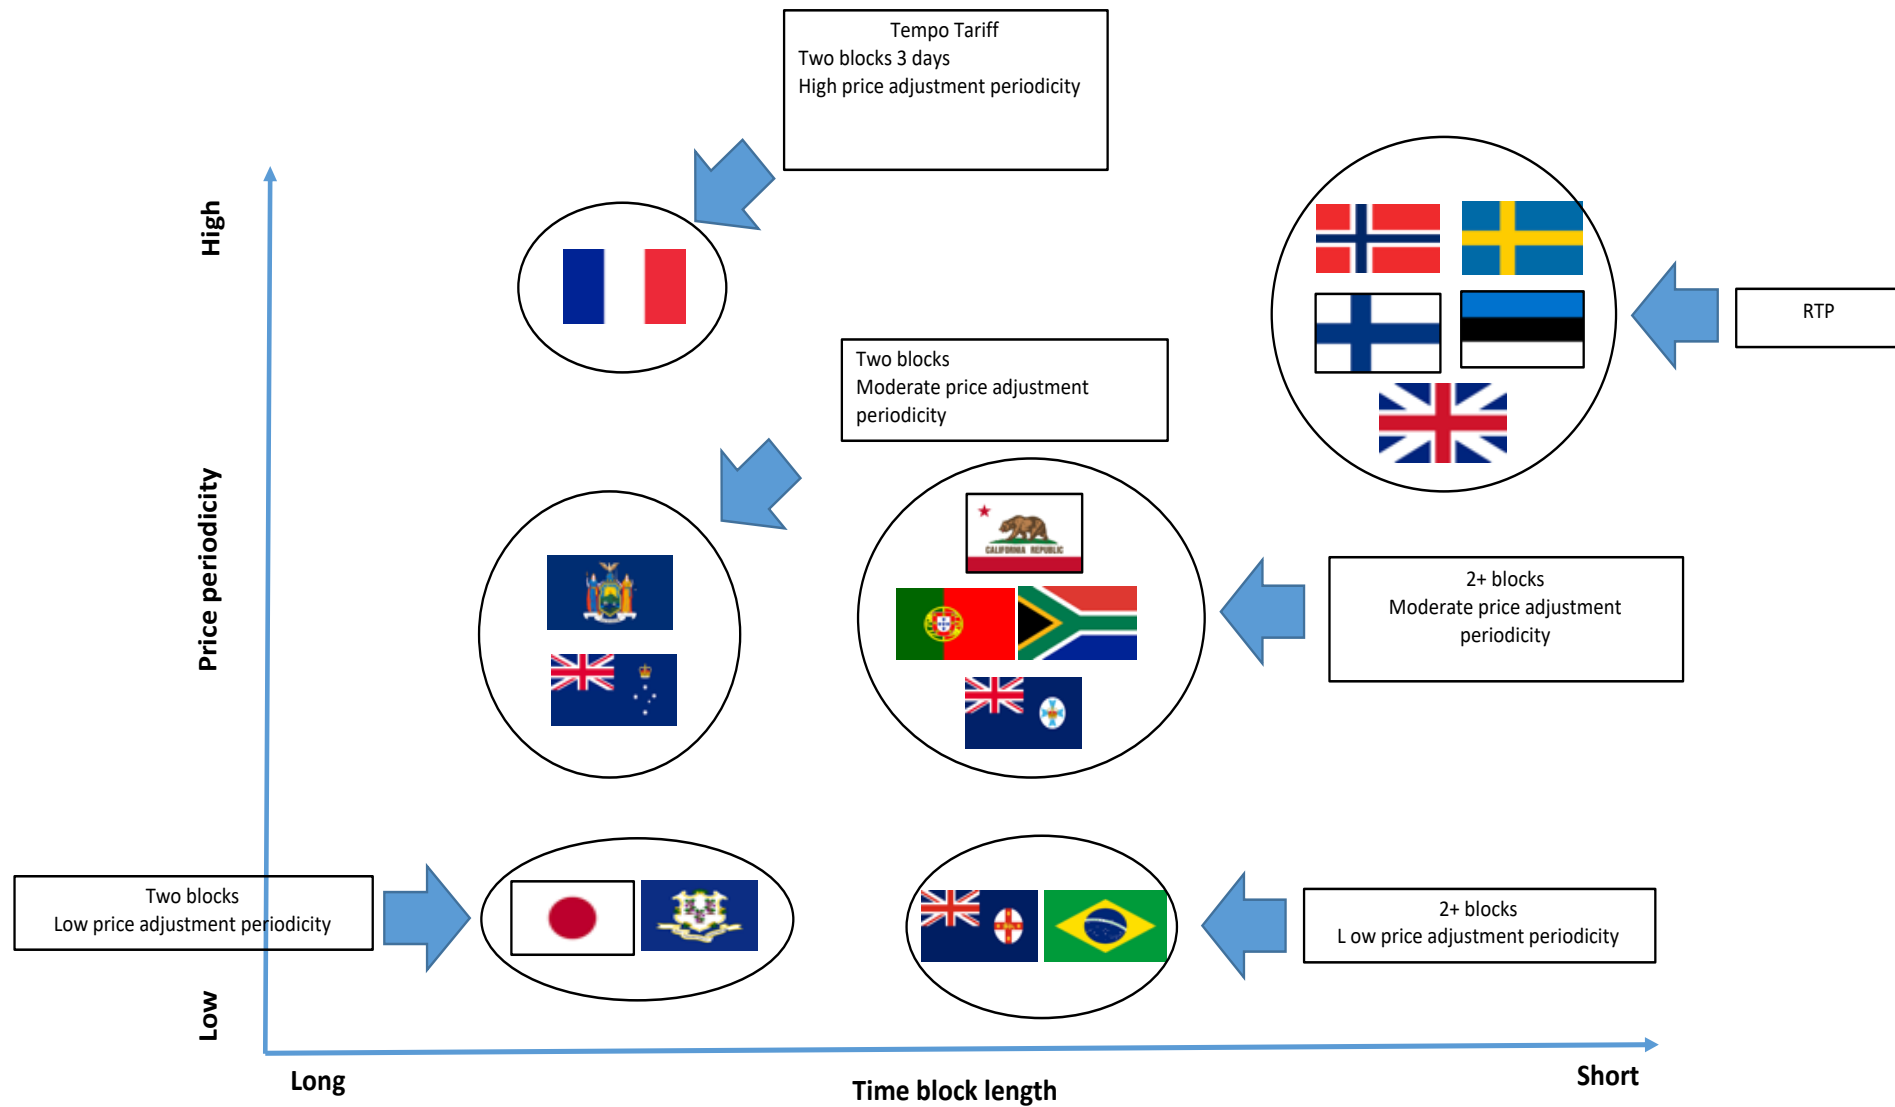 Tempo Tariff
Two blocks 3 days
High price adjustment periodicity
High
RTP
Two blocks
Moderate price adjustment
periodicity
Price periodicity
CALIFORNIA REPUBLIC
2+ blocks
Moderate price adjustment
periodicity
Two blocks
Low price adjustment periodicity
2+ blocks
L ow price adjustment periodicity
Low
Long
Time block length
Short